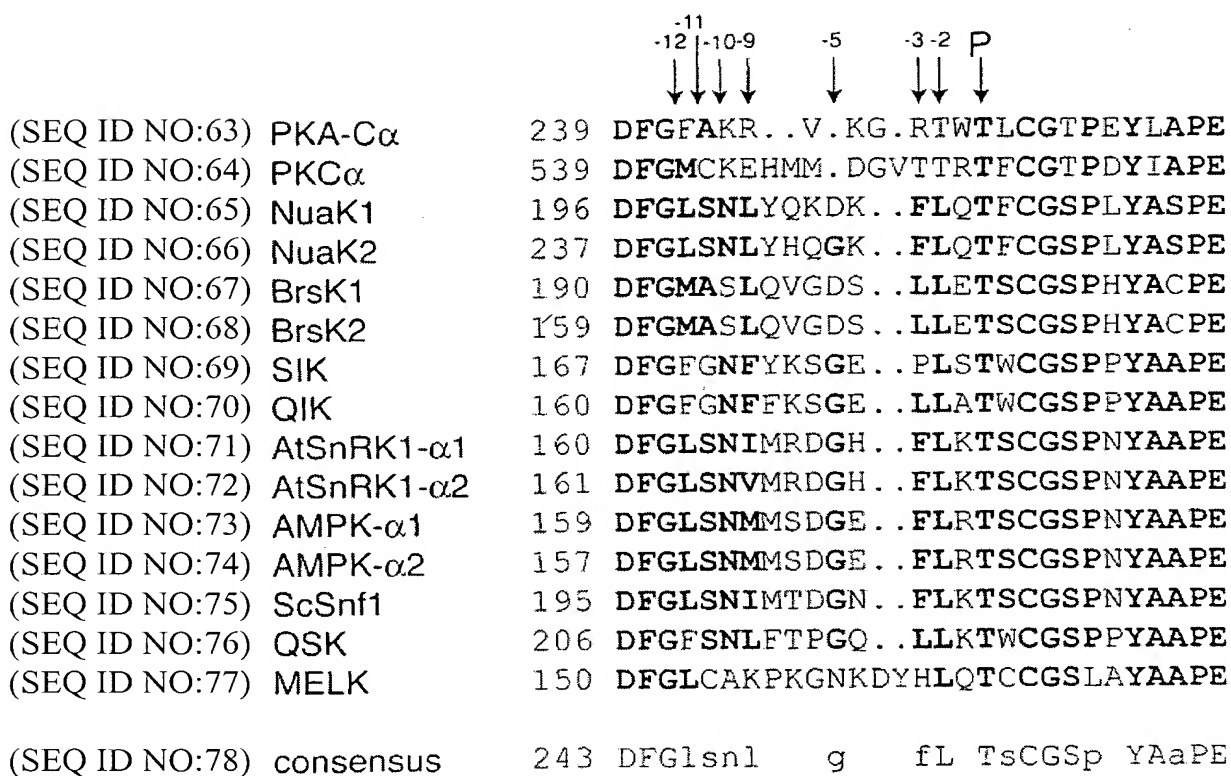 -11
-12 -10 -9 -5 -3 -2 P
(SEQ ID NO:63) PKA-Cα 239 DFGFAKR..V.KG.RTWTLCGTPEYLAPE
(SEQ ID NO:64) PKCα 539 DFGMCKEHMM.DGVTTRTFCGTPDYIAPE
(SEQ ID NO:65) NuaK1 196 DFGLSNLYQKDK..FLQTFCGSPLYASPE
(SEQ ID NO:66) NuaK2 237 DFGLSNLYHQGK..FLQTFCGSPLYASPE
(SEQ ID NO:67) BrsK1 190 DFGMASLQVGDS..LLETSCGSPHYACPE
(SEQ ID NO:68) BrsK2 159 DFGMASLQVGDS..LLETSCGSPHYACPE
(SEQ ID NO:69) SIK 167 DFGFGNFYKSGE..PLSTWCGSPPYAAPE
(SEQ ID NO:70) QIK 160 DFGFGNFFKSGE..LLATWCGSPPYAAPE
(SEQ ID NO:71) AtSnRK1-α1 160 DFGLSNIMRDGH..FLKTSCGSPNYAAPE
(SEQ ID NO:72) AtSnRK1-α2 161 DFGLSNVMRDGH..FLKTSCGSPNYAAPE
(SEQ ID NO:73) AMPK-α1 159 DFGLSNMMSDGE..FLRTSCGSPNYAAPE
(SEQ ID NO:74) AMPK-α2 157 DFGLSNMMSDGE..FLRTSCGSPNYAAPE
(SEQ ID NO:75) ScSnf1 195 DFGLSNIMTDGN..FLKTSCGSPNYAAPE
(SEQ ID NO:76) QSK 206 DFGFSNLFTPGQ..LLKTWCGSPPYAAPE
(SEQ ID NO:77) MELK 150 DFGLCAKPKGNKDYHLQTCCGSLAYAAPE
(SEQ ID NO:78) consensus 243 DFGlsnl g fL TsCGSp YAaPE